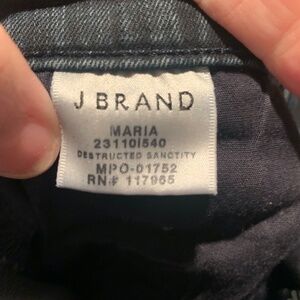 J BRAND
MARIA
23110I540
DESTRUCTED SANCTITY
MPO-01752
RN# 117965